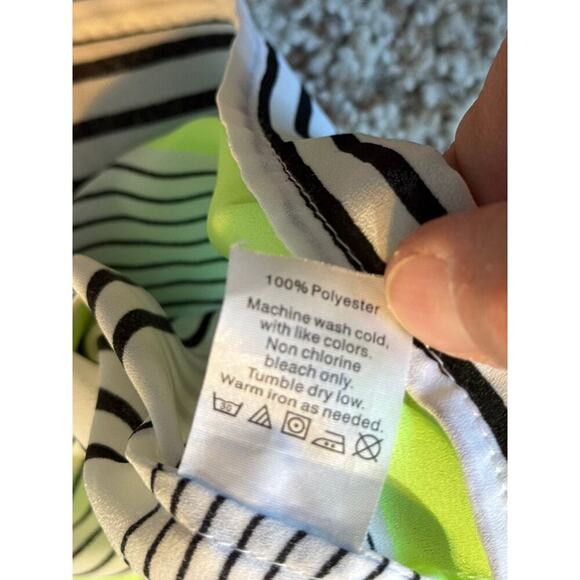 100% Polyester
Machine wash cold,
with like colors.
Non chlorine
bleach only.
Tumble dry low.
Warm iron as needed.
30